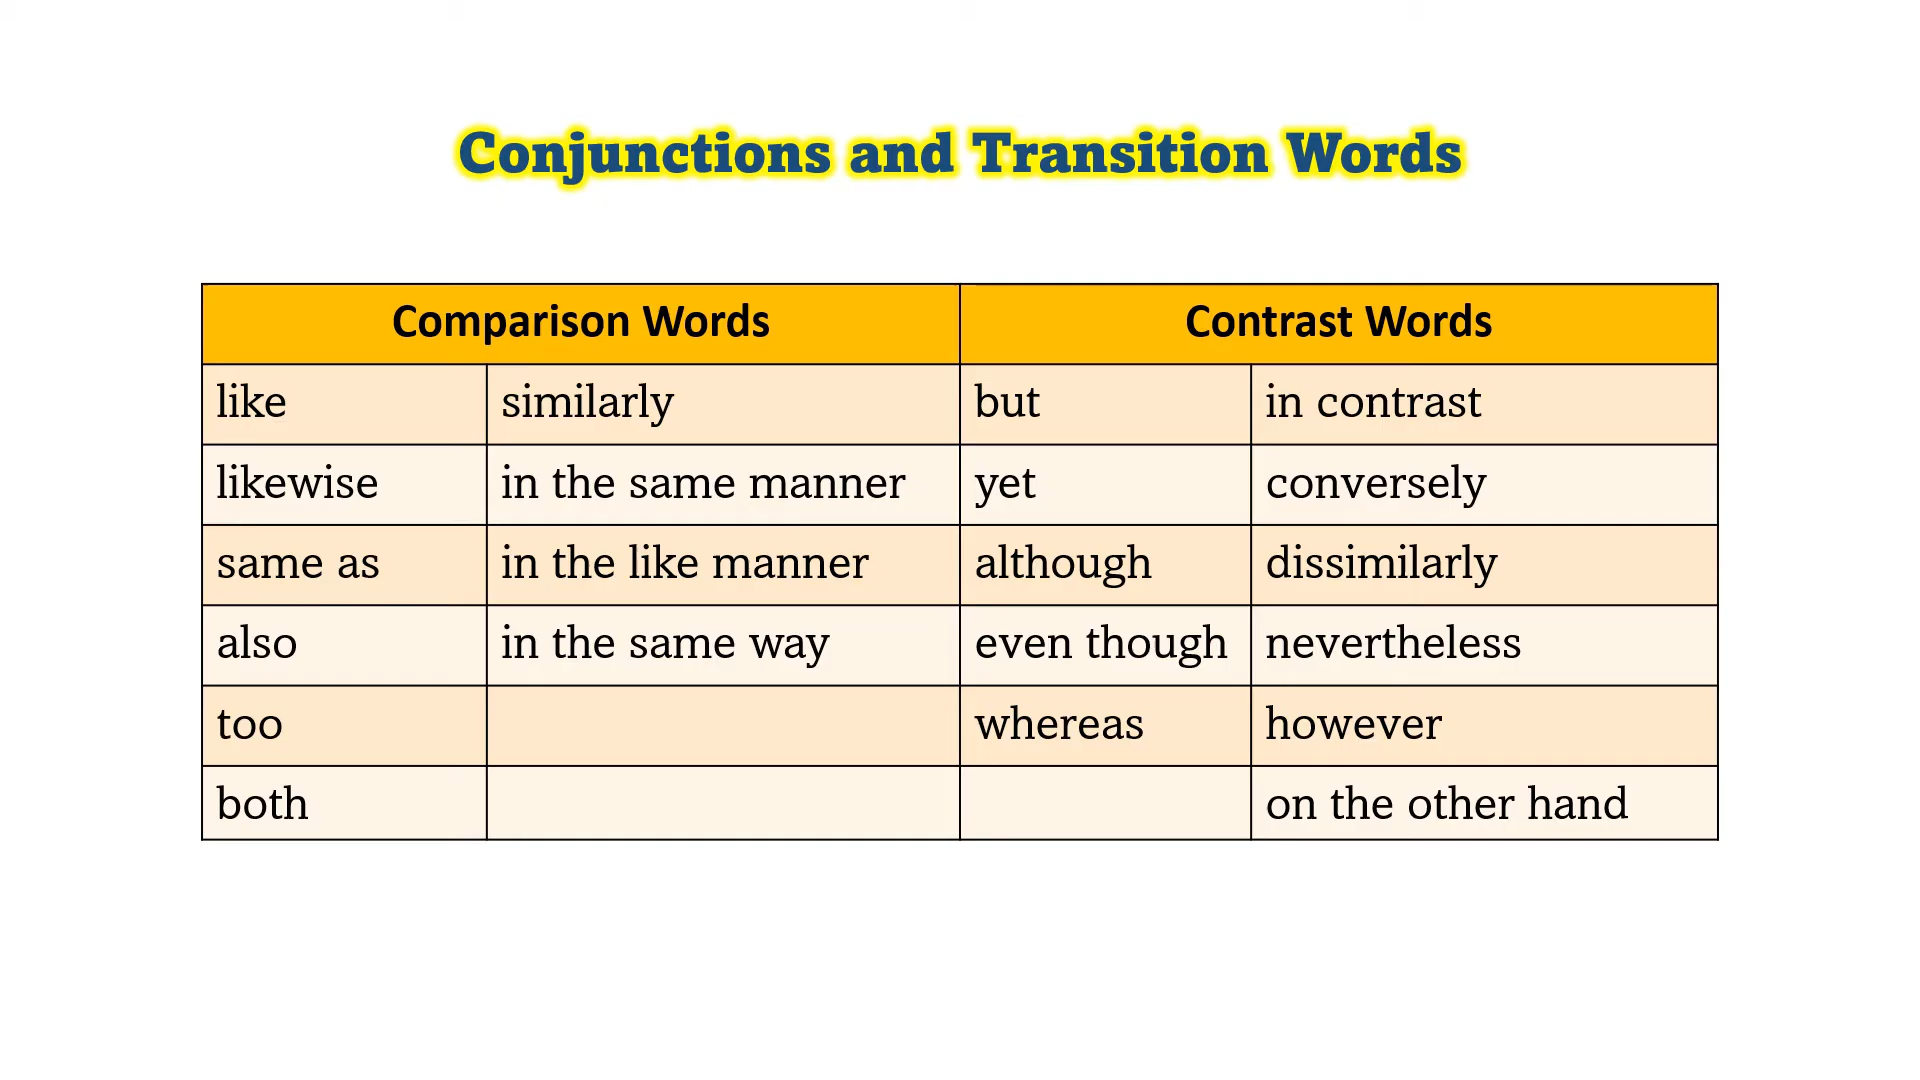 Conjunctions and Transition Words
Comparison Words Contrast Words
like similarly but in contrast
likewise in the same manner yet conversely
same as in the like manner although dissimilarly
also in the same way even though nevertheless
too whereas however
both on the other hand